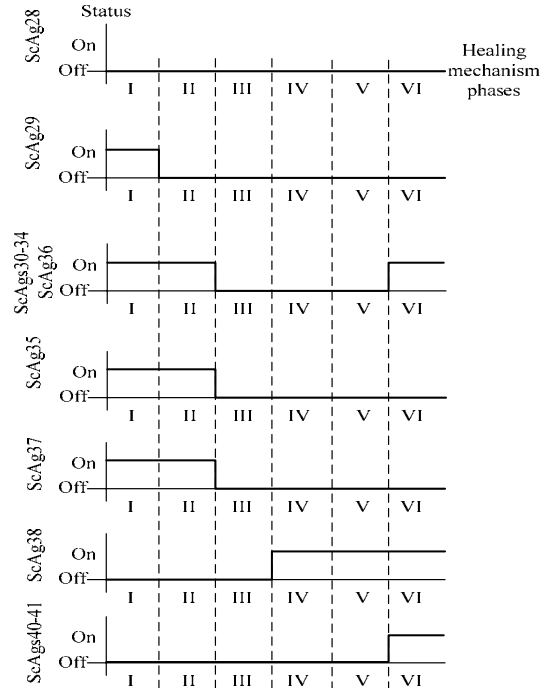 Status
ScAg28
On
Off
I II III IV V VI
Healing
mechanism
phases
ScAg29
On
Off
I II III IV V VI
ScAgs30-34
ScAg36
On
Off
I II III IV V VI
ScAg35
On
Off
I II III IV V VI
ScAg37
On
Off
I II III IV V VI
ScAg38
On
Off
I II III IV V VI
ScAgs40-41
On
Off
I II III IV V VI